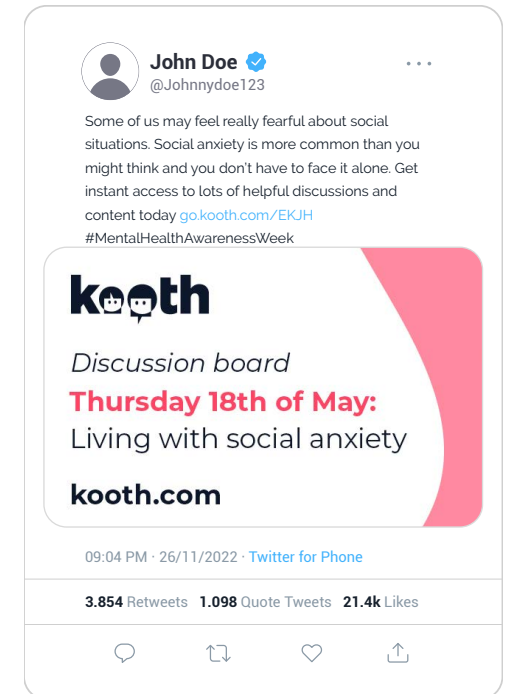 John Doe
@Johnnydoe123
Some of us may feel really fearful about social
situations. Social anxiety is more common than you
might think and you don't have to face it alone. Get
instant access to lots of helpful discussions and
content today go.kooth.com/EKJH
#MentalHealthAwarenessWeek
kooth
Discussion board
Thursday 18th of May:
Living with social anxiety
kooth.com
09:04 PM · 26/11/2022 · Twitter for Phone
3.854 Retweets 1.098 Quote Tweets 21.4k Likes